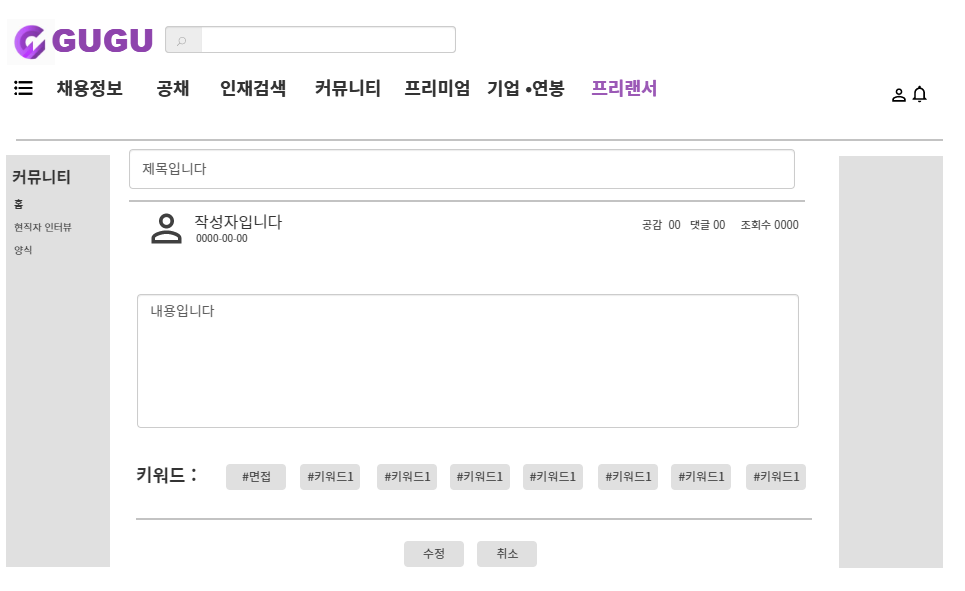 GUGU
채용정보 공채 인재검색 커뮤니티 프리미엄 기업 •연봉 프리랜서
커뮤니티
홈
현직자 인터뷰
양식
제목입니다
작성자입니다
0000-00-00
공감 00 댓글 00 조회수 0000
내용입니다
키워드 : #면접 #키워드1 #키워드1 #키워드1 #키워드1 #키워드1 #키워드1 #키워드1
수정 취소